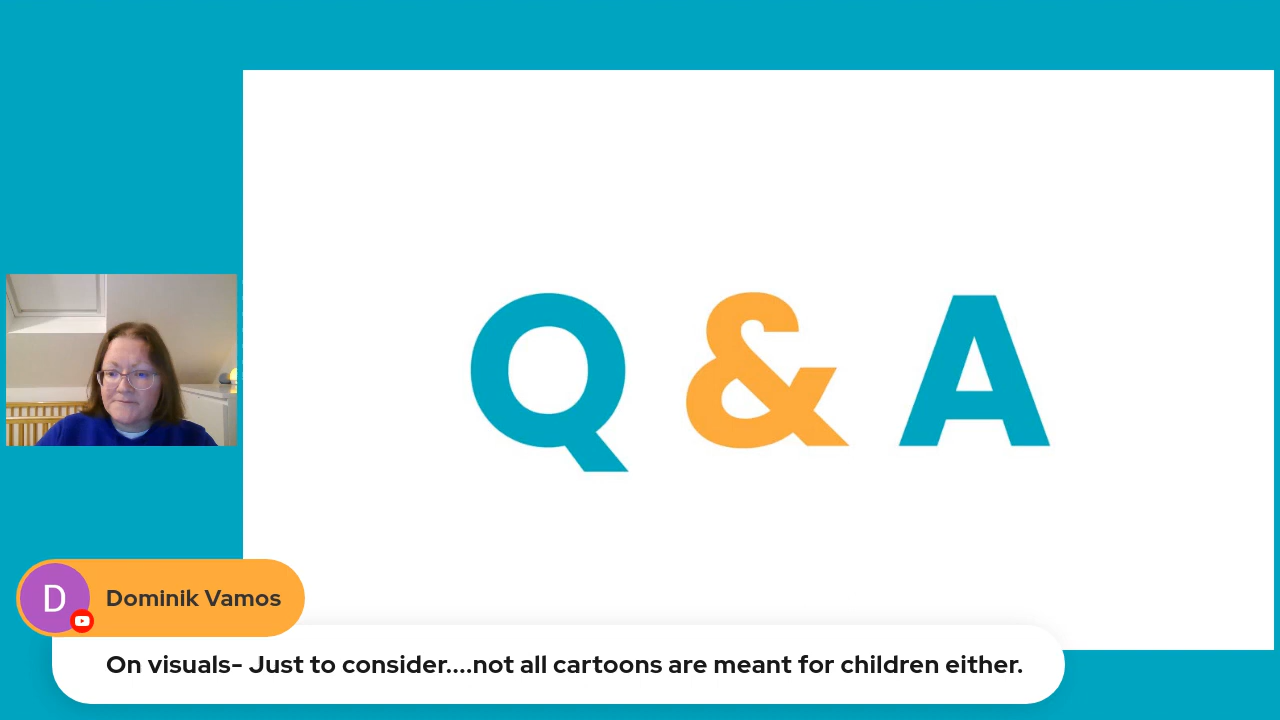 Q & A
D
Dominik Vamos
On visuals- Just to consider....not all cartoons are meant for children either.